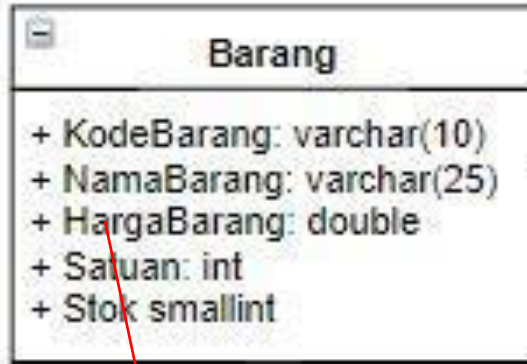 Barang
+ KodeBarang: varchar(10)
+ NamaBarang: varchar(25)
+ HargaBarang: double
+ Satuan: int
+ Stok smallint